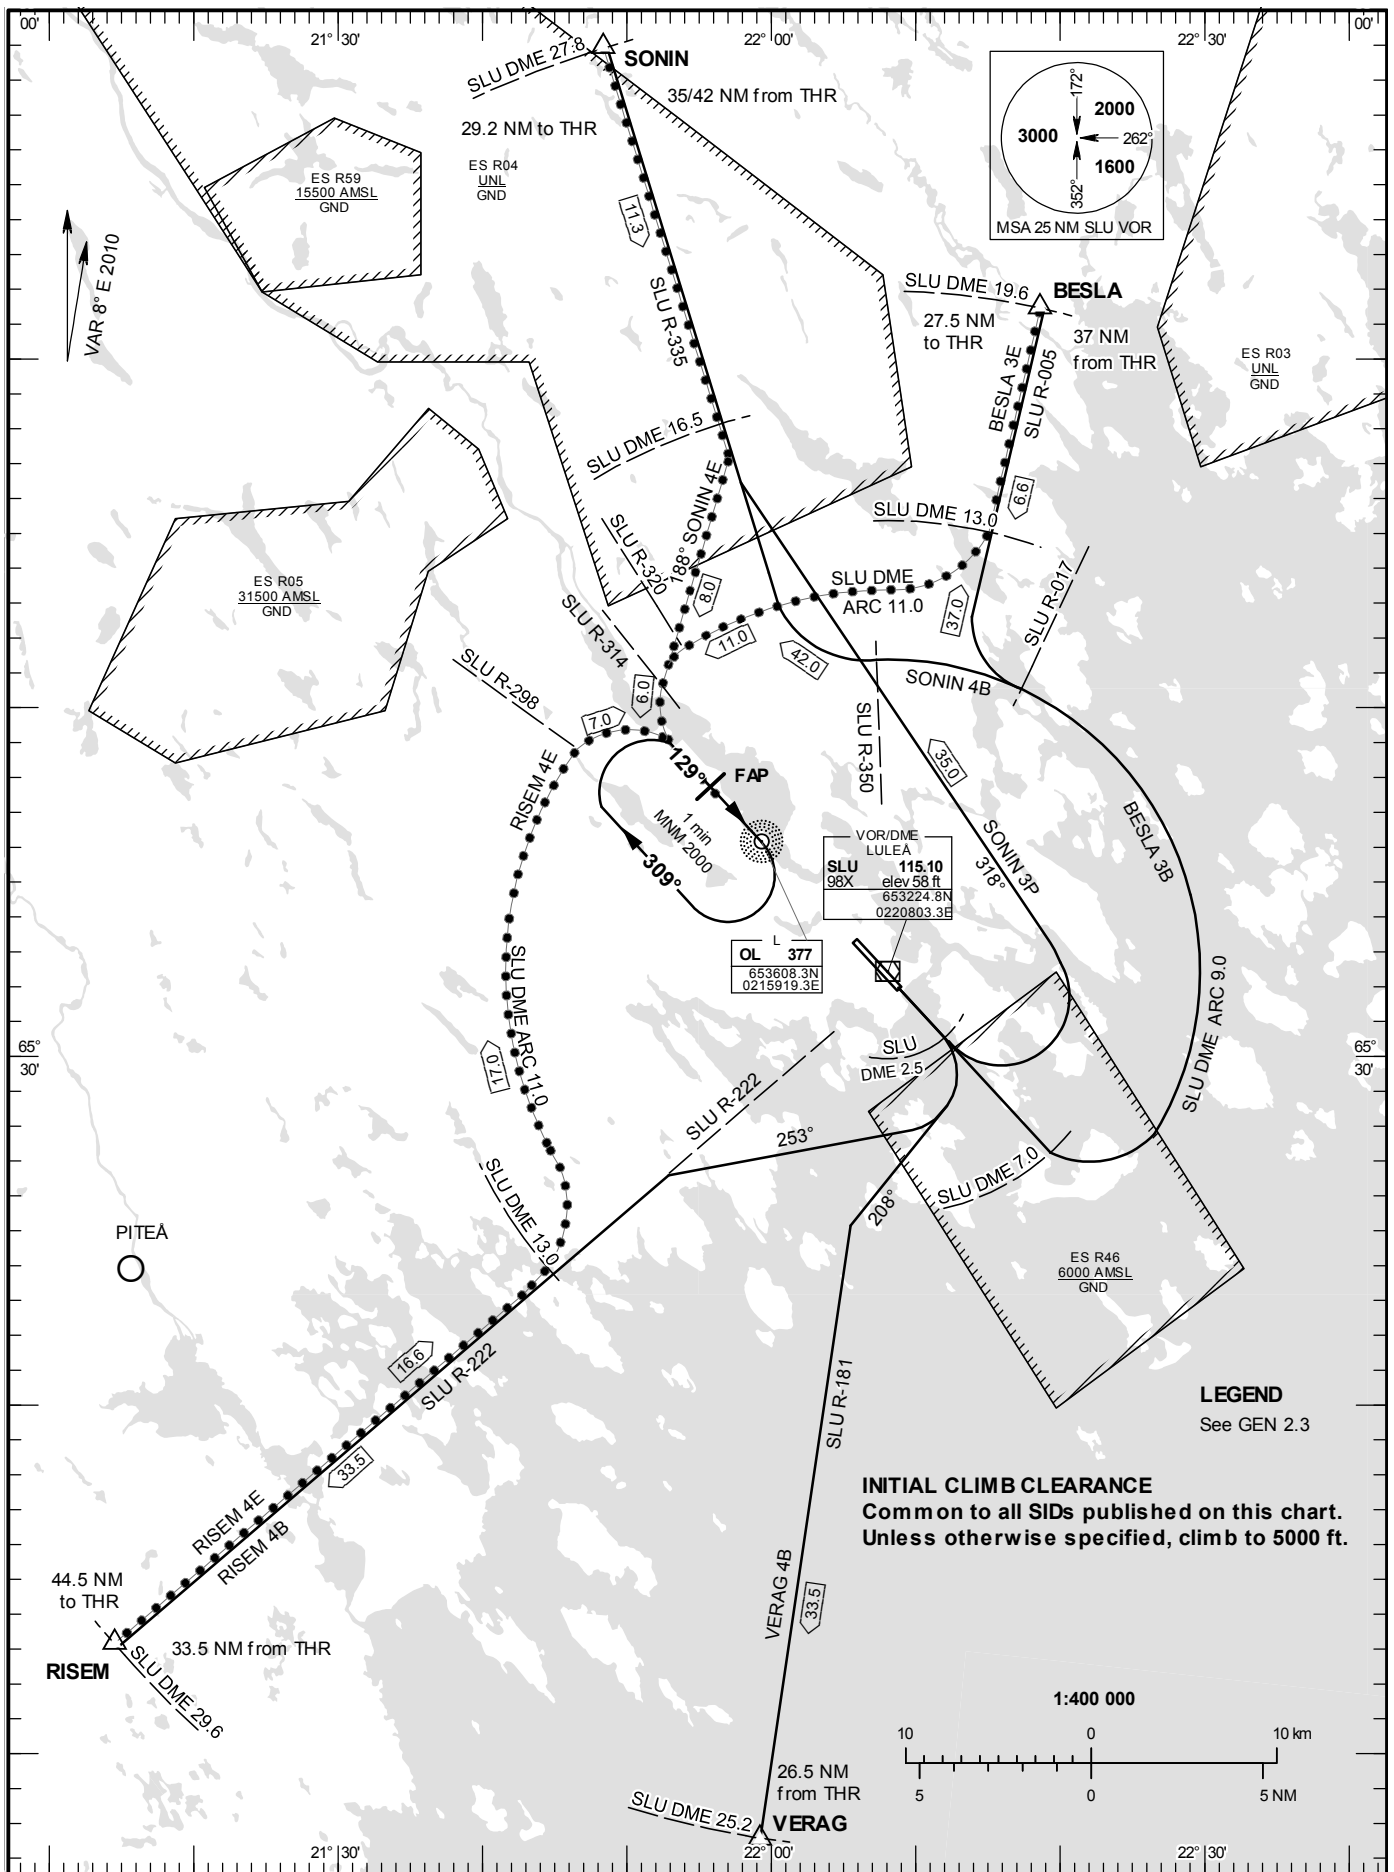 00'
21° 30'
22° 00'
22° 30'
00'
SLU DME 27.8
SONIN
35/42 NM from THR
29.2 NM to THR
ES R04
UNL
GND
ES R59
15500 AMSL
GND
172°
2000
3000
262°
1600
352°
MSA 25 NM SLU VOR
VAR 8° E 2010
11.3
SLU R-335
SLU DME 19.6
BESLA
27.5 NM
to THR
37 NM
from THR
BESLA 3E
SLU R-005
ES R03
UNL
GND
SLU DME 16.5
188° SONIN 4E
6.6
SLU DME 13.0
SLU R-320
8.0
SLU DME
ARC 11.0
ES R05
31500 AMSL
GND
SLU R-314
11.0
42.0
37.0
SLU R-017
SLU R-298
6.0
SONIN 4B
7.0
SLU R-350
35.0
129°
FAP
RISEM 4E
1 min
MNM 2000
309°
SONIN 3P
318°
BESLA 3B
VOR/DME
LULEÅ
SLU 115.10
98X elev 58 ft
653224.8N
0220803.3E
L
OL 377
653608.3N
0215919.3E
SLU DME ARC 11.0
17.0
SLU DME ARC 9.0
65°
30'
65°
30'
SLU
DME 2.5
SLU R-222
253°
SLU DME 7.0
208°
SLU DME 13.0
PITEÅ
ES R46
6000 AMSL
GND
16.6
SLU R-222
33.5
SLU R-181
LEGEND
See GEN 2.3
INITIAL CLIMB CLEARANCE
Common to all SIDs published on this chart.
Unless otherwise specified, climb to 5000 ft.
RISEM 4E
RISEM 4B
44.5 NM
to THR
33.5 NM from THR
RISEM
SLU DME 29.6
VERAG 4B
33.5
1:400 000
10 0 10 km
5 0 5 NM
26.5 NM
from THR
SLU DME 25.2
VERAG
21° 30'
22° 00'
22° 30'